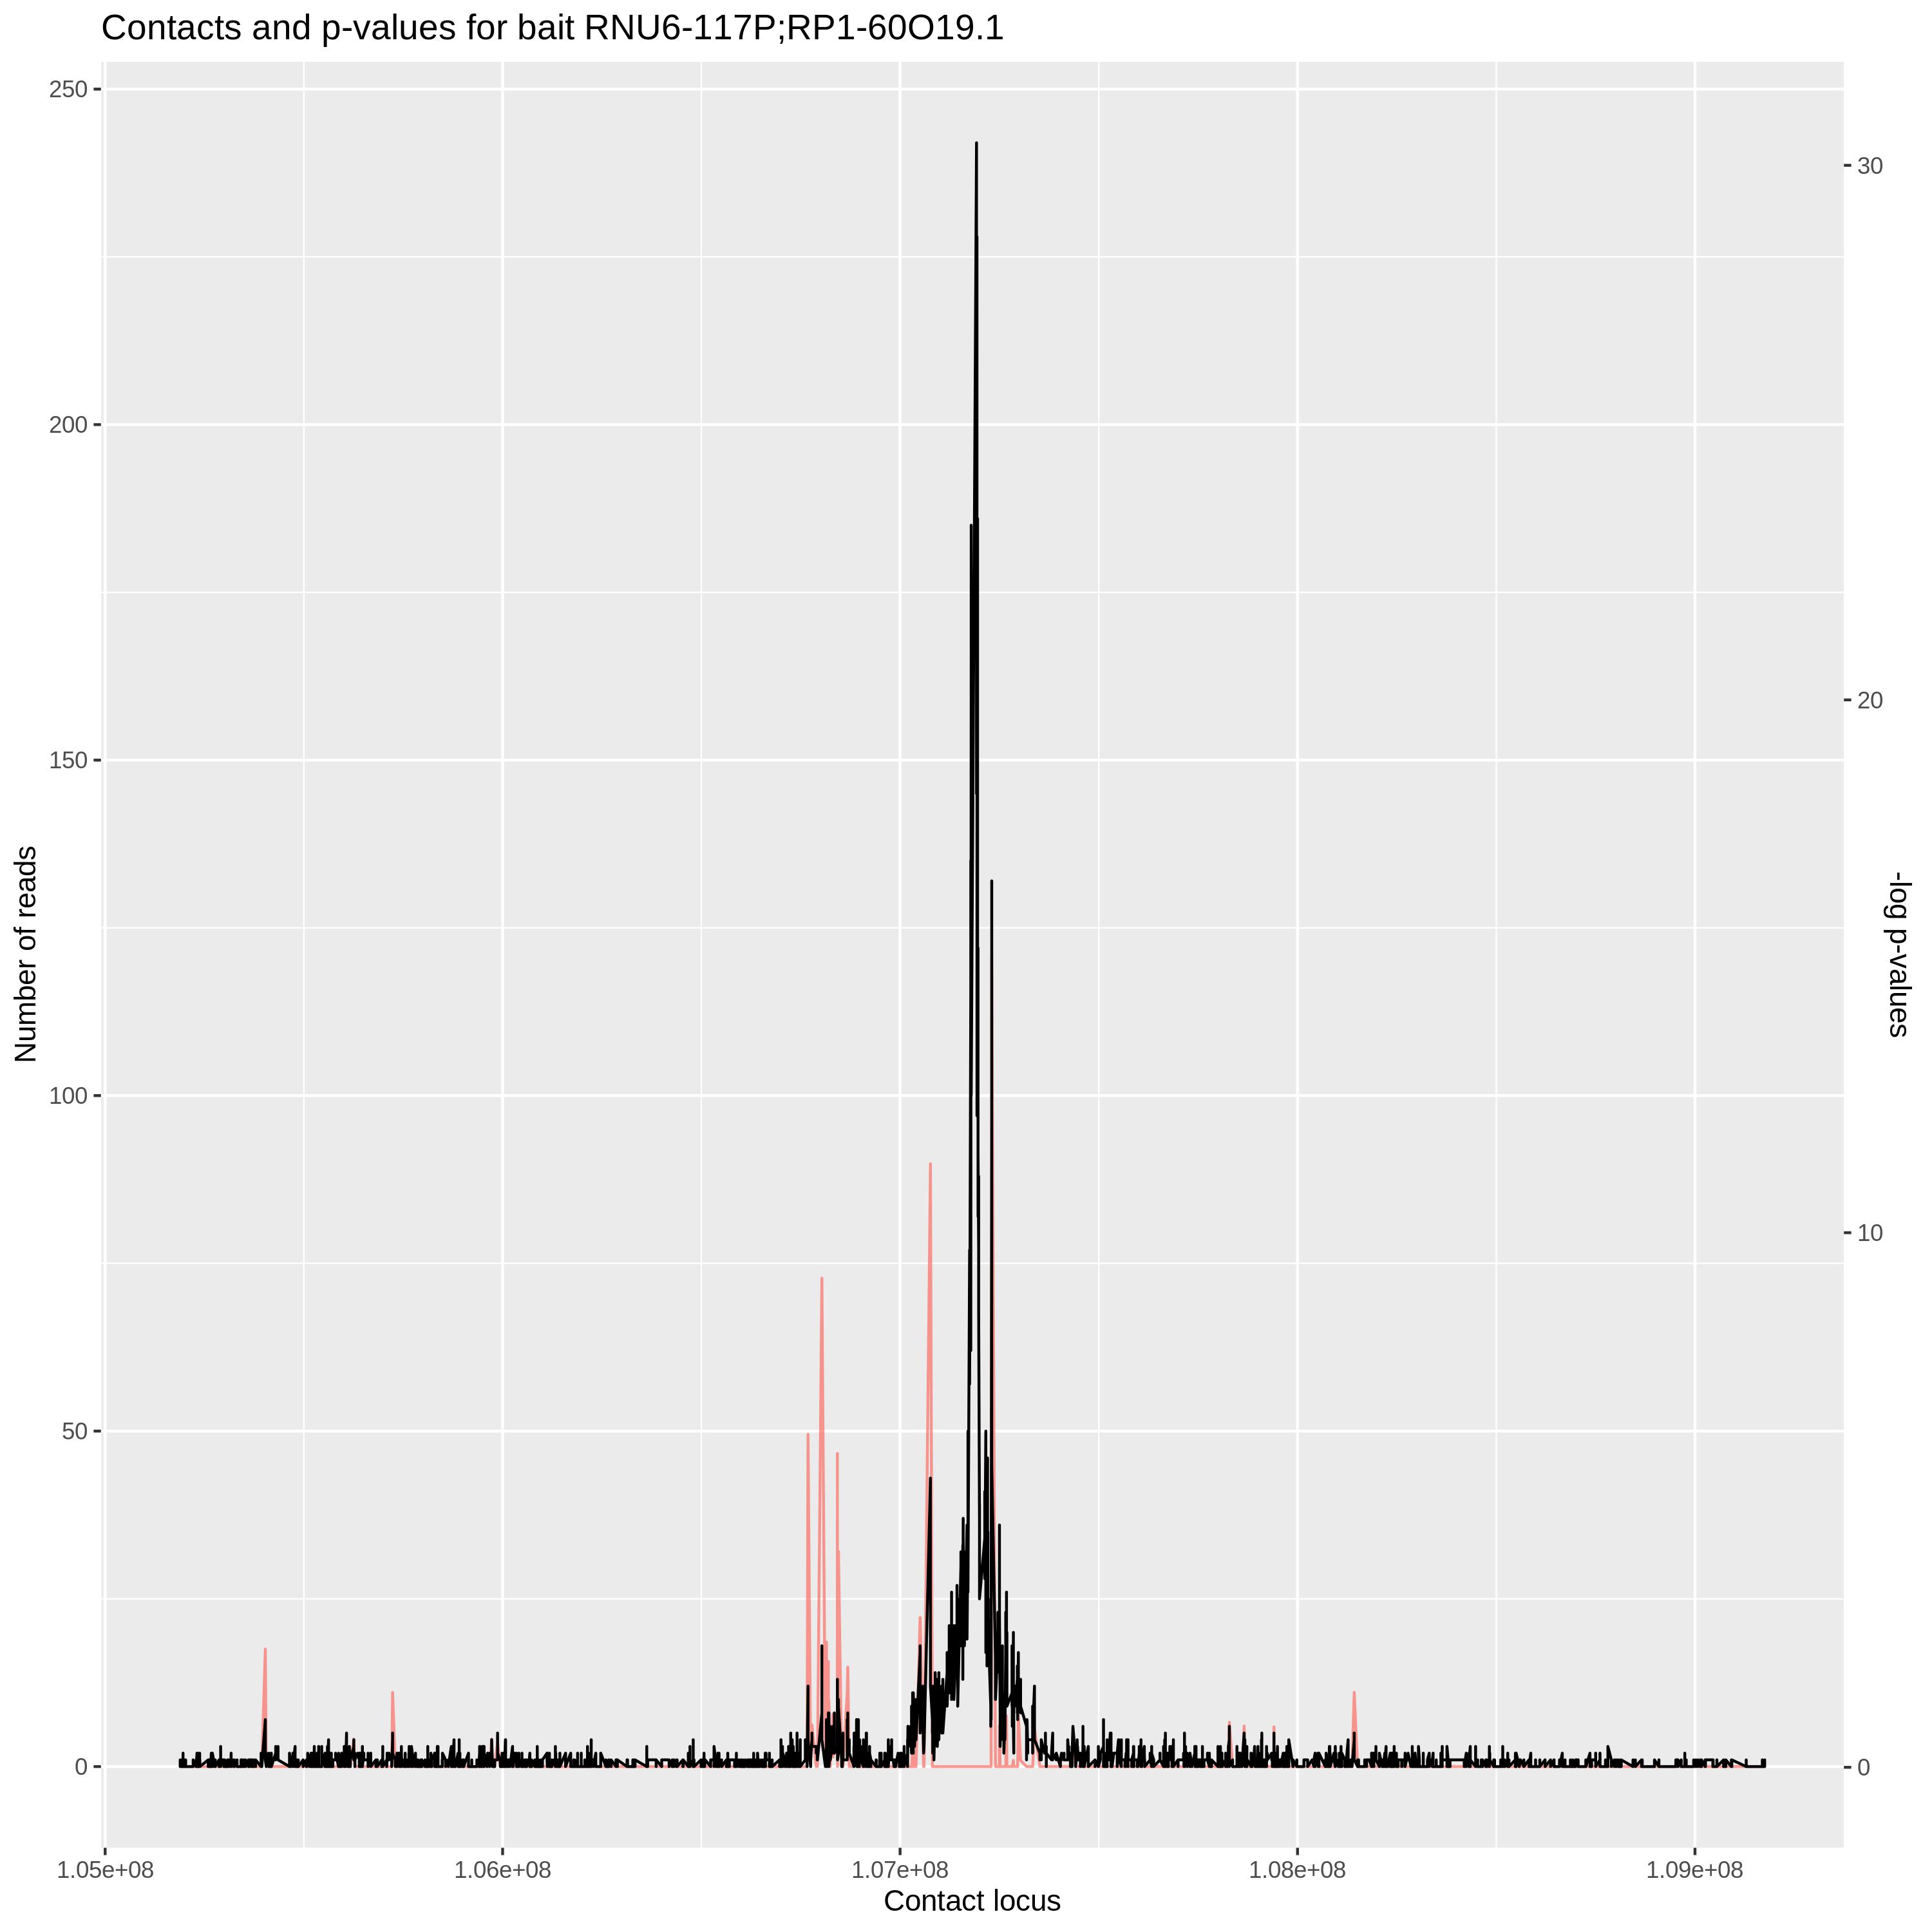 Contacts and p-values for bait RNU6-117P;RP1-60O19.1
250
200
150
100
50
0
Number of reads
30
20
10
0
-log p-values
1.05e+08
1.06e+08
1.07e+08
1.08e+08
1.09e+08
Contact locus